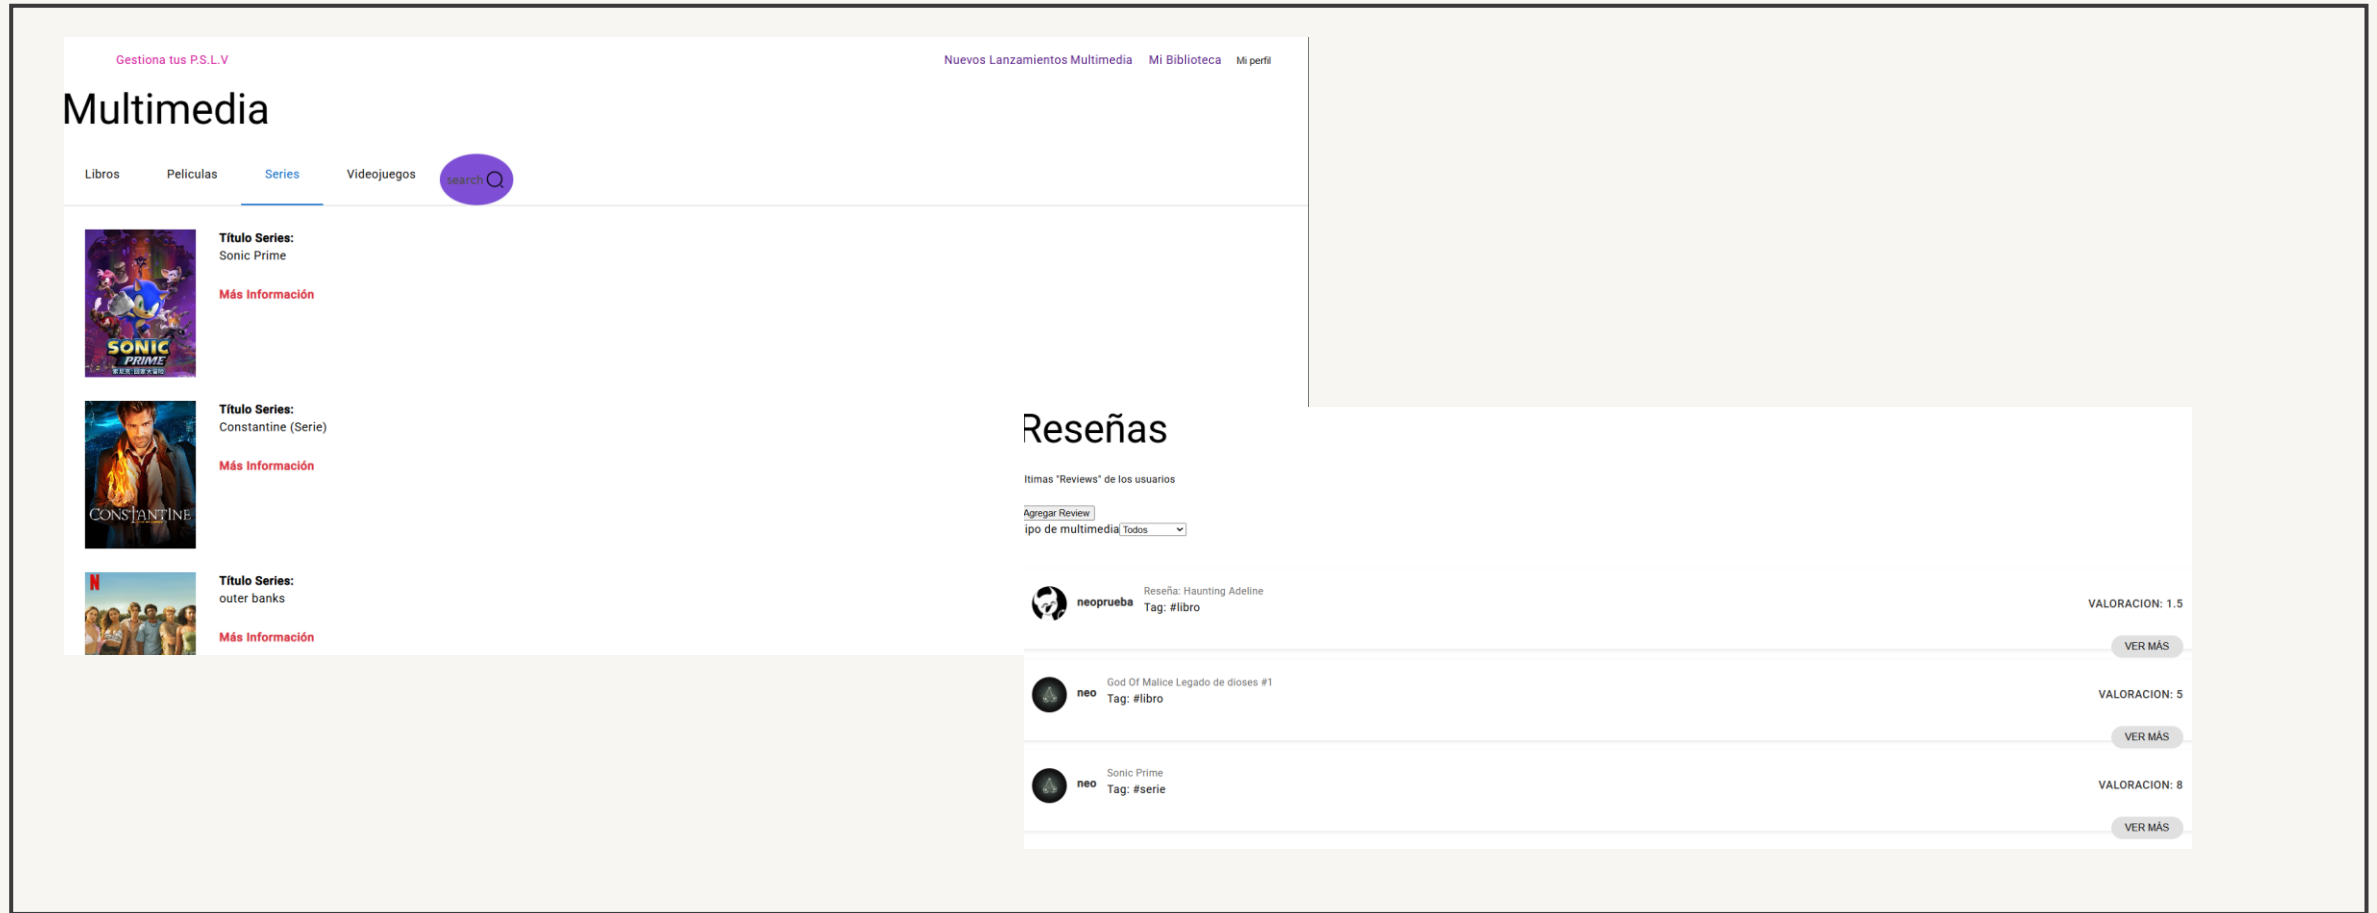 Gestiona tus P.S.L.V
Nuevos Lanzamientos Multimedia Mi Biblioteca Mi perfil
Multimedia
Libros Peliculas Series Videojuegos search
Título Series:
Sonic Prime
Más Información
SONIC
PRIME
Título Series:
Constantine (Serie)
Más Información
CONSTANTINE
N
Título Series:
outer banks
Más Información
Reseñas
ltimas "Reviews" de los usuarios
Agregar Review
ipo de multimedia Todos
neoprueba
Reseña: Haunting Adeline
Tag: #libro
VALORACION: 1.5
VER MÁS
neo
God Of Malice Legado de dioses #1
Tag: #libro
VALORACION: 5
VER MÁS
neo
Sonic Prime
Tag: #serie
VALORACION: 8
VER MÁS